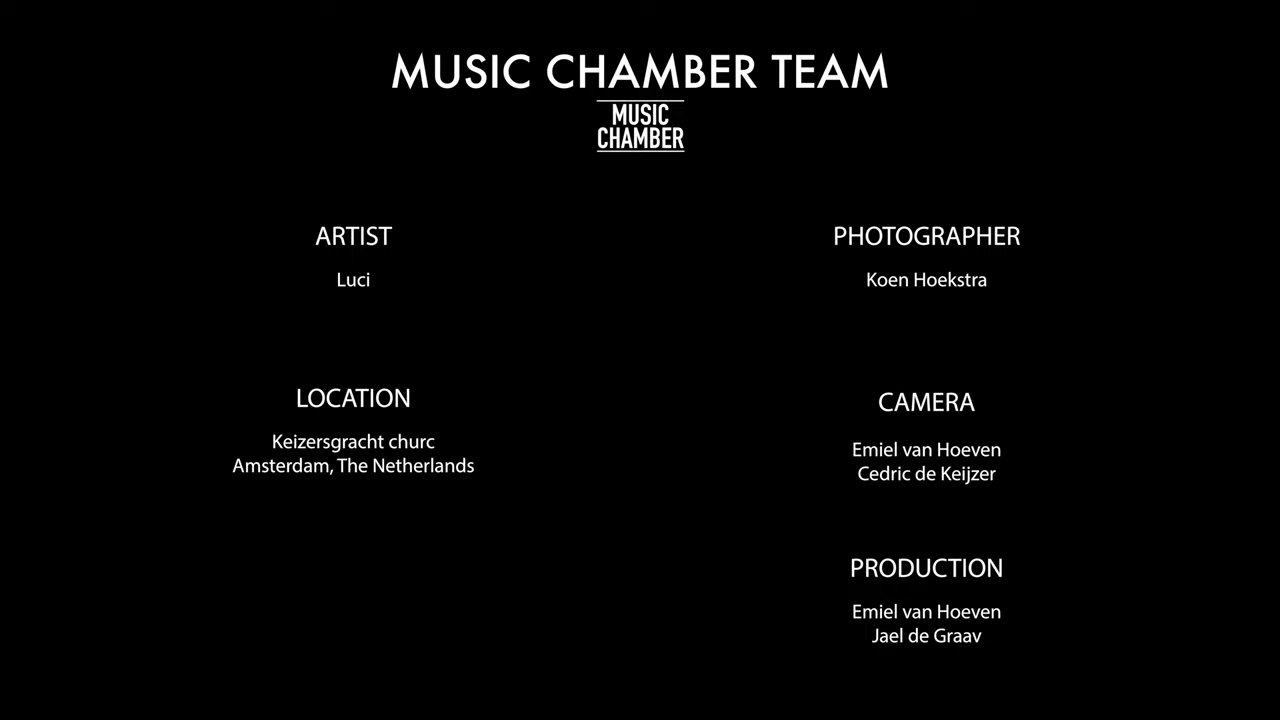 MUSIC CHAMBER TEAM
MUSIC
CHAMBER
ARTIST
Luci
LOCATION
Keizersgracht churc
Amsterdam, The Netherlands
PHOTOGRAPHER
Koen Hoekstra
CAMERA
Emiel van Hoeven
Cedric de Keijzer
PRODUCTION
Emiel van Hoeven
Jael de Graav